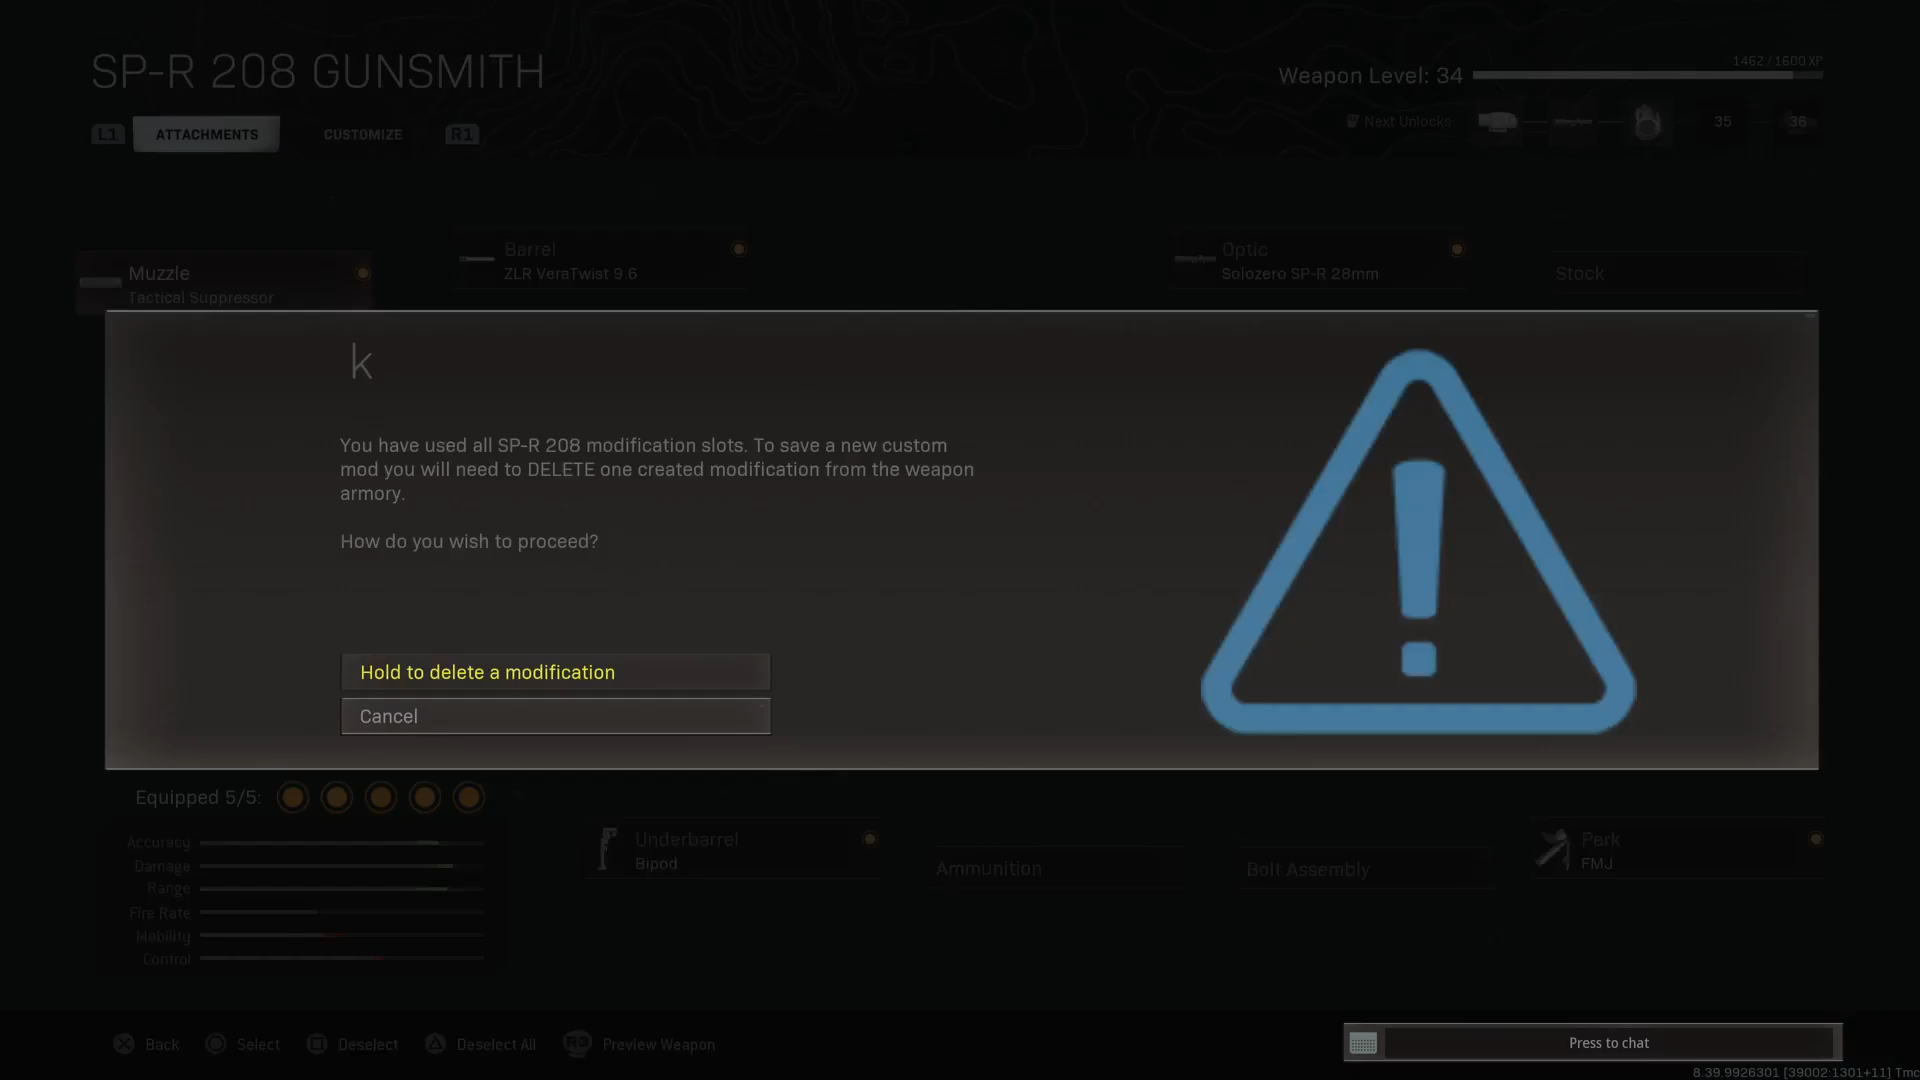 SP-R 208 GUNSMITH
Weapon Level: 34
1462 / 1600 XP
L1 ATTACHMENTS CUSTOMIZE R1
Next Unlocks: 35 36
Muzzle
Tactical Suppressor
Barrel
ZLR VeraTwist 9.6
Optic
Solozero SP-R 28mm
Stock
k
You have used all SP-R 208 modification slots. To save a new custom
mod you will need to DELETE one created modification from the weapon
armory.
How do you wish to proceed?
Hold to delete a modification
Cancel
Equipped 5/5:
Accuracy
Damage
Range
Fire Rate
Mobility
Control
Underbarrel
Bipod
Ammunition
Bolt Assembly
Perk
FMJ
Back Select Deselect Deselect All R3 Preview Weapon
Press to chat
8.39.9926301 [39002:1301+11] Tmc